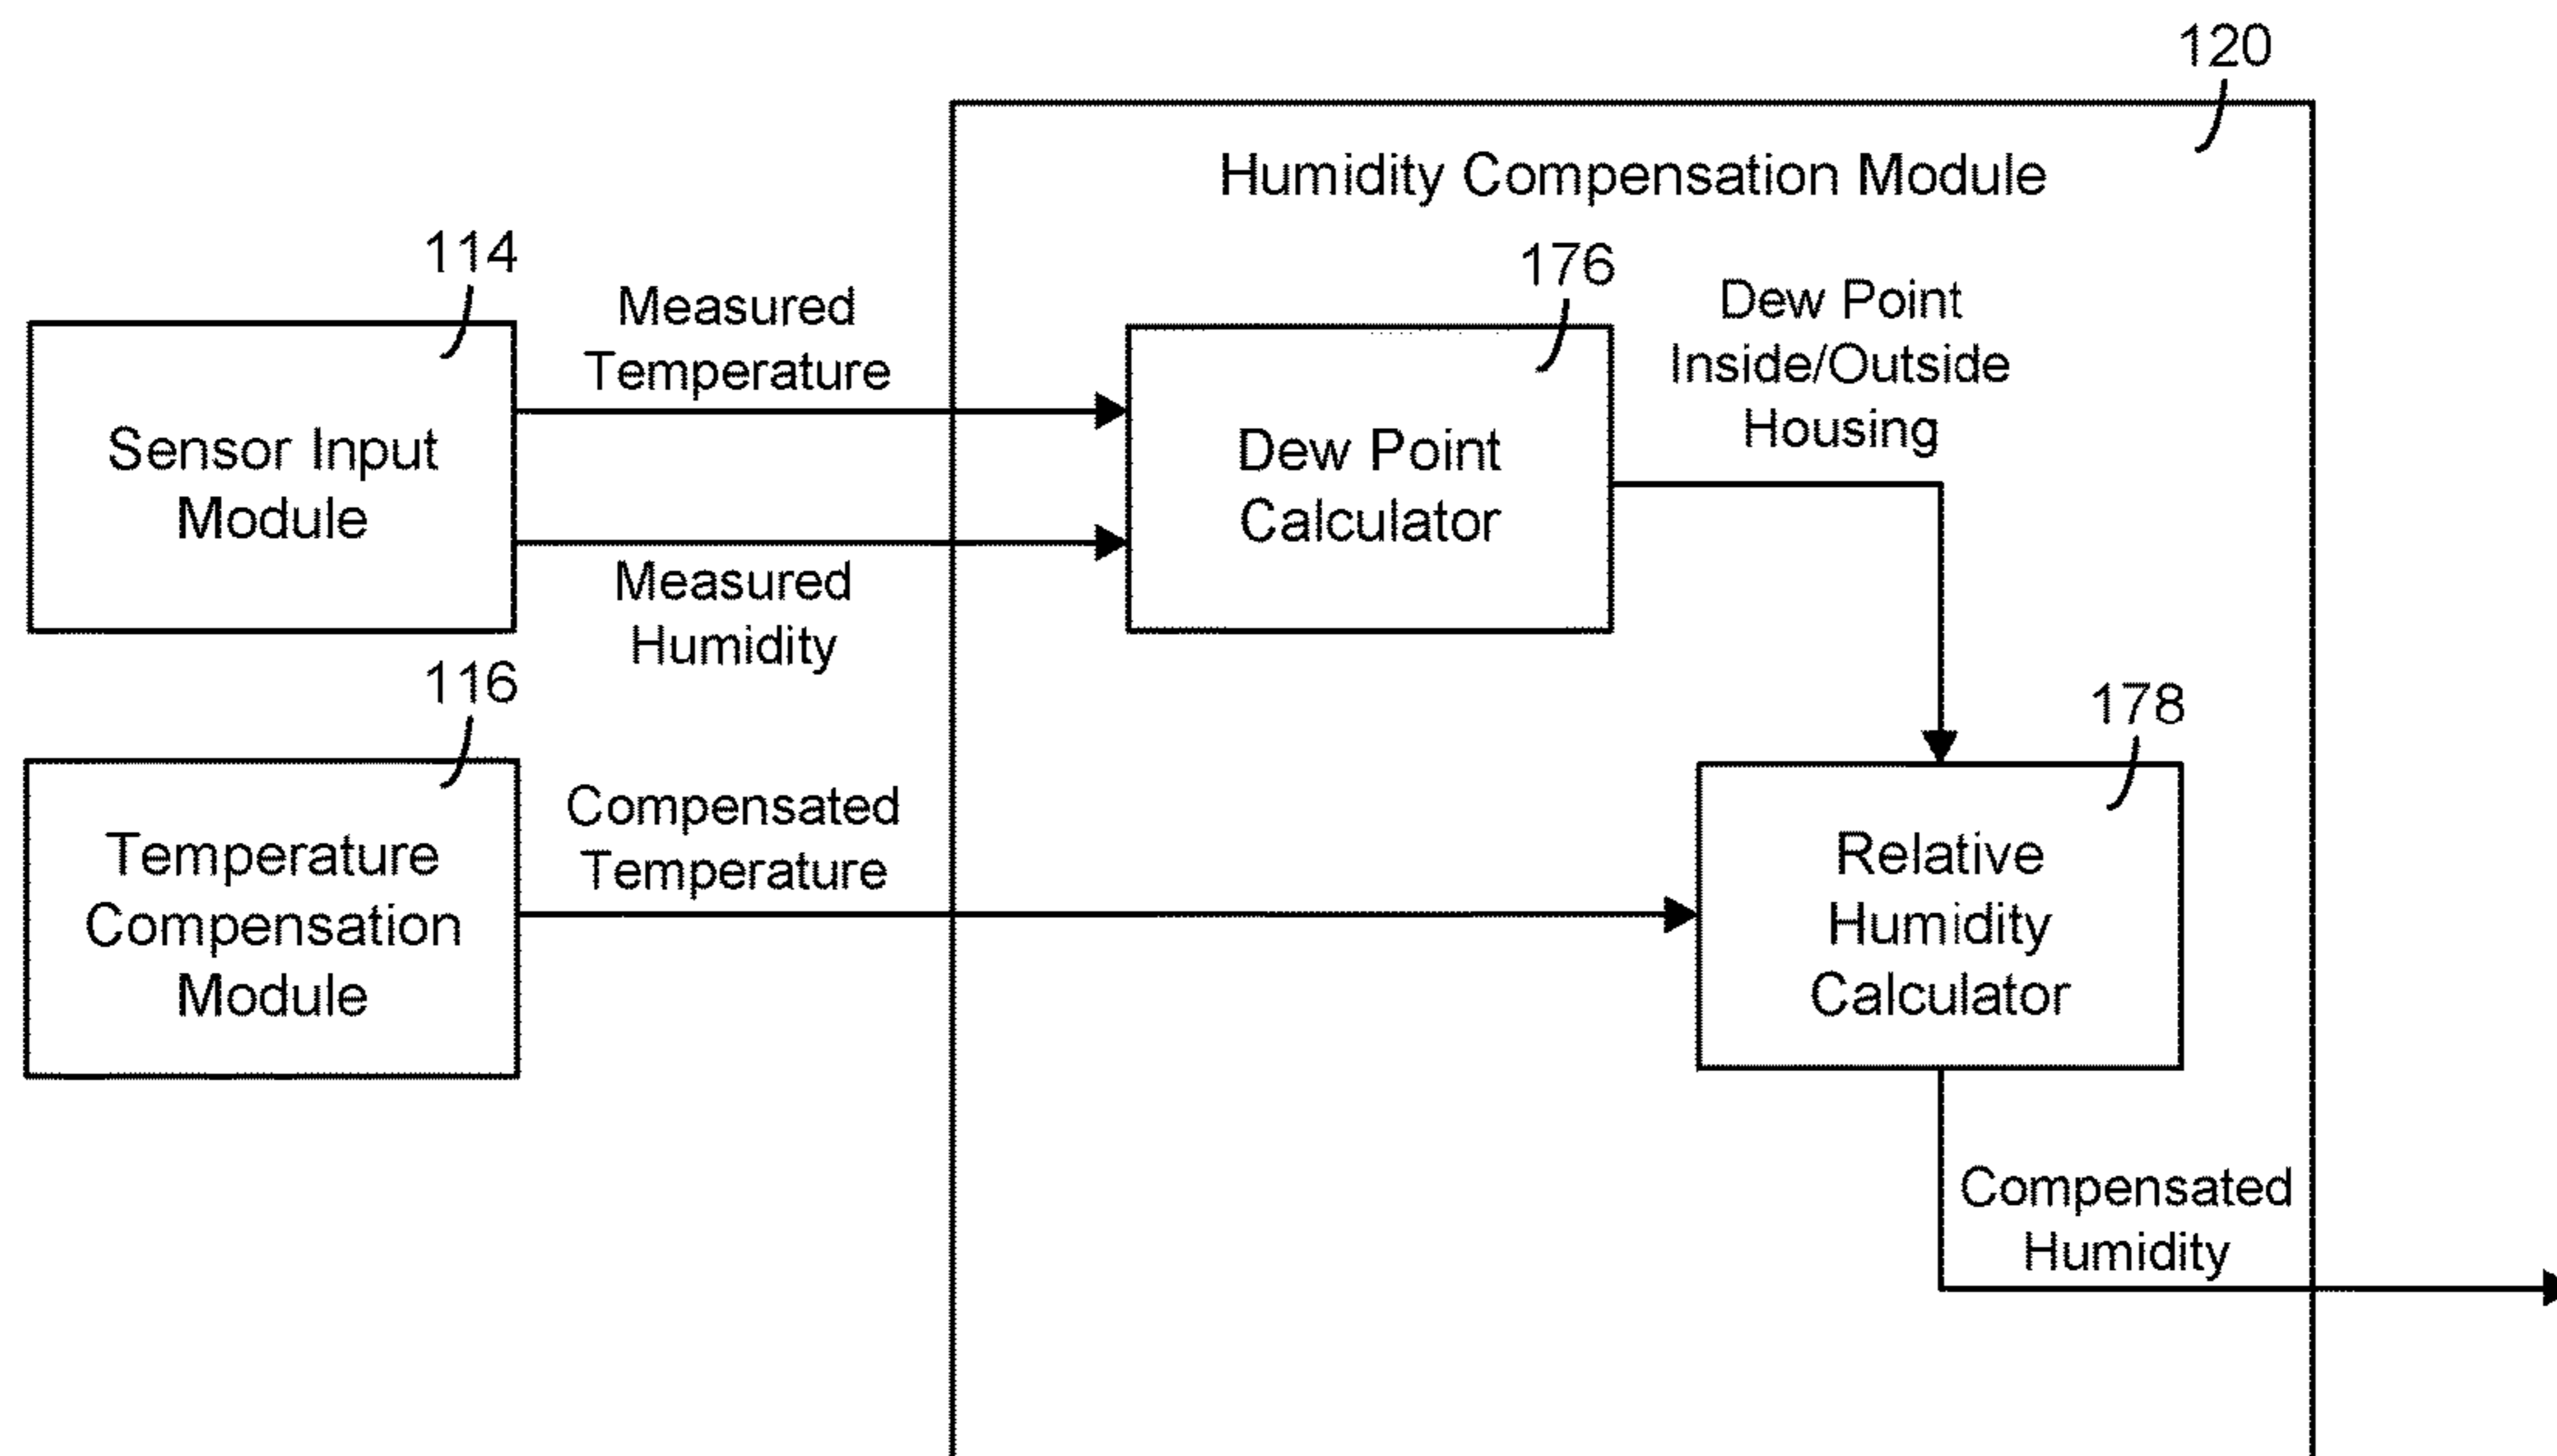 120
Humidity Compensation Module
114
Sensor Input
Module
Measured
Temperature
Measured
Humidity
176
Dew Point
Calculator
Dew Point
Inside/Outside
Housing
116
Temperature
Compensation
Module
Compensated
Temperature
178
Relative
Humidity
Calculator
Compensated
Humidity